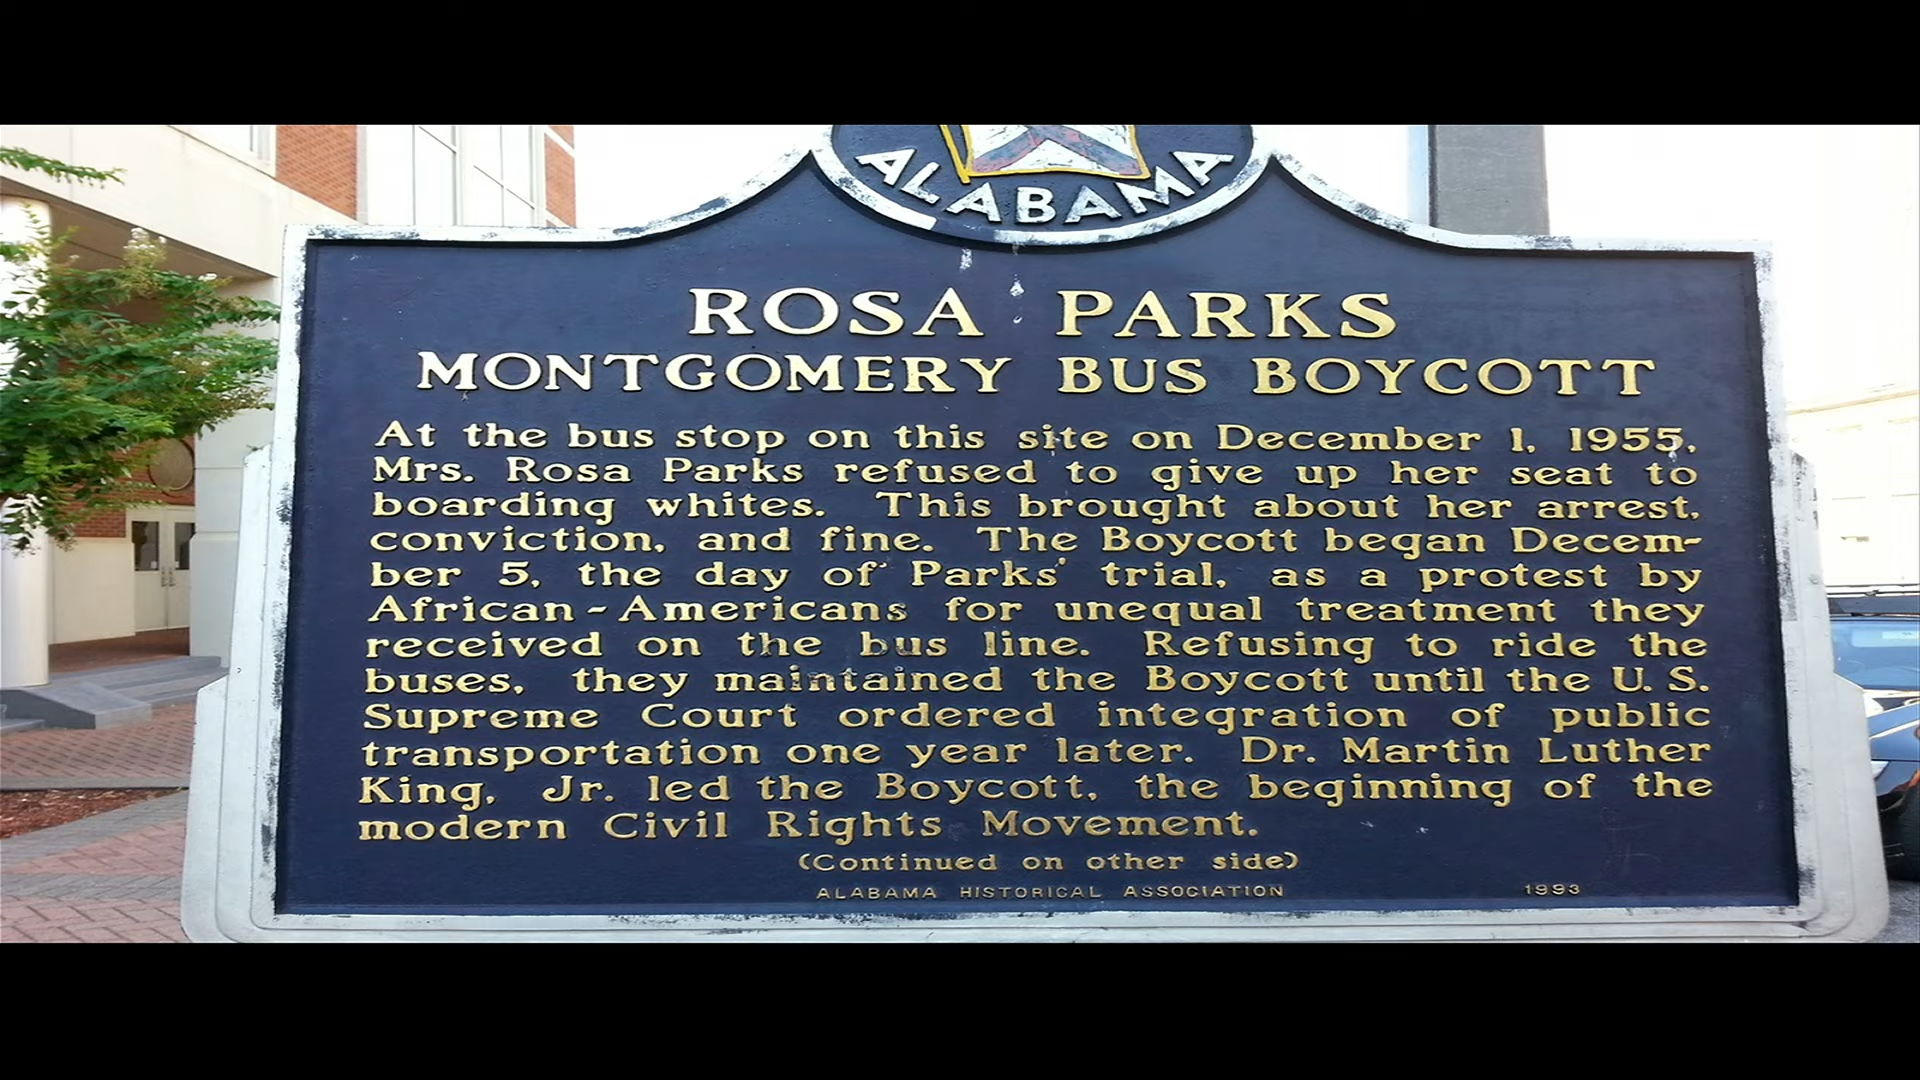 ALABAMA
ROSA PARKS
MONTGOMERY BUS BOYCOTT
At the bus stop on this site on December 1, 1955,
Mrs. Rosa Parks refused to give up her seat to
boarding whites. This brought about her arrest,
conviction, and fine. The Boycott began Decem-
ber 5, the day of Parks' trial, as a protest by
African-Americans for unequal treatment they
received on the bus line. Refusing to ride the
buses, they maintained the Boycott until the U.S.
Supreme Court ordered integration of public
transportation one year later. Dr. Martin Luther
King, Jr. led the Boycott, the beginning of the
modern Civil Rights Movement.
(Continued on other side)
ALABAMA HISTORICAL ASSOCIATION 1993